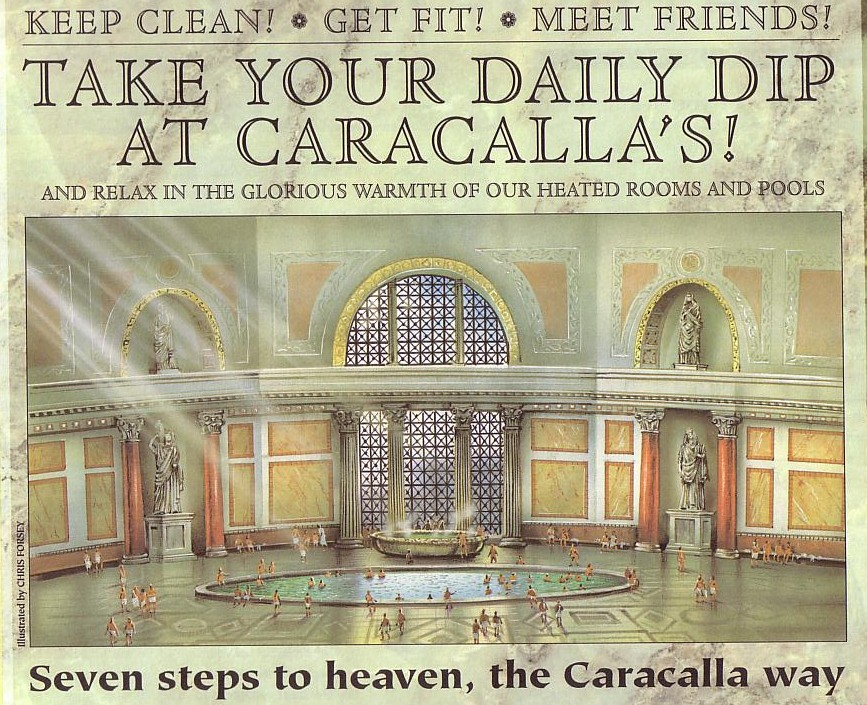 KEEP CLEAN! ❁ GET FIT! ❁ MEET FRIENDS!
TAKE YOUR DAILY DIP
AT CARACALLA'S!
AND RELAX IN THE GLORIOUS WARMTH OF OUR HEATED ROOMS AND POOLS
Illustrated by CHRIS FORSEY
Seven steps to heaven, the Caracalla way